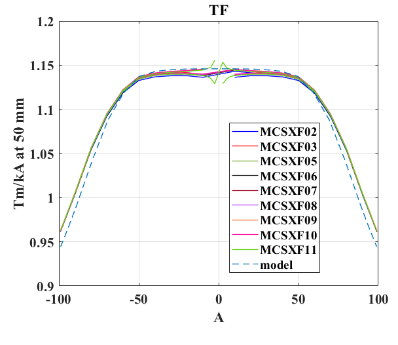 TF
1.2
1.15
1.1
1.05
1
0.95
0.9
Tm/kA at 50 mm
MCSXF02
MCSXF03
MCSXF05
MCSXF06
MCSXF07
MCSXF08
MCSXF09
MCSXF10
MCSXF11
model
-100
-50
0
50
100
A